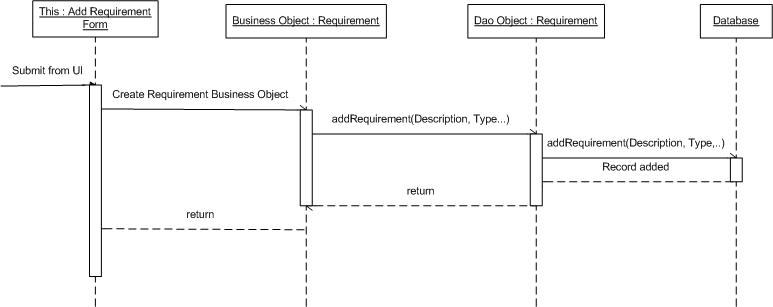 This : Add Requirement
Form
Business Object : Requirement
Dao Object : Requirement
Database
Submit from UI
Create Requirement Business Object
addRequirement(Description, Type...)
addRequirement(Description, Type,..)
Record added
return
return